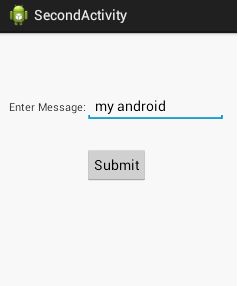 SecondActivity
Enter Message: my android
Submit